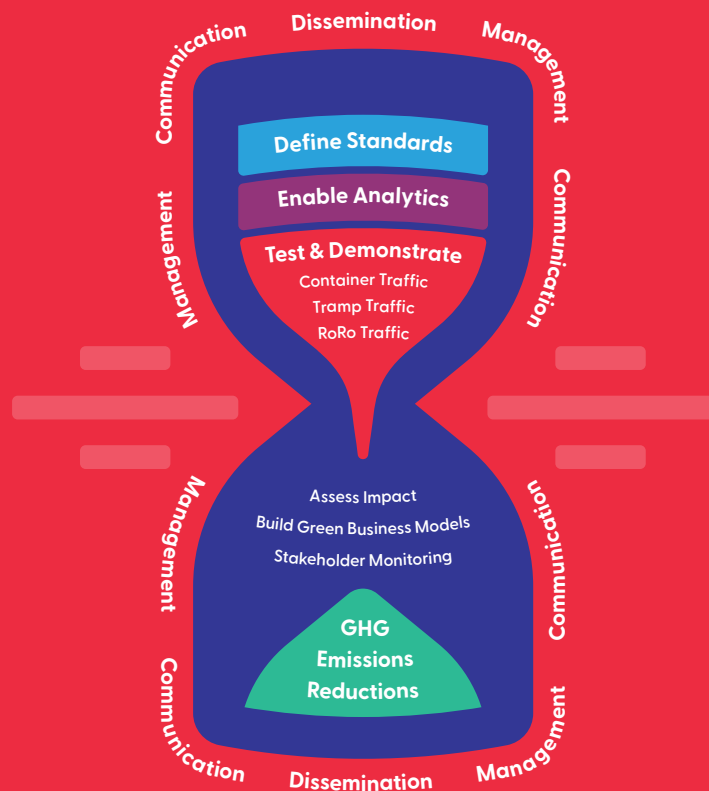 Dissemination
Communication
Management
Define Standards
Enable Analytics
Management
Communication
Test & Demonstrate
Container Traffic
Tramp Traffic
RoRo Traffic
Management
Communication
Assess Impact
Build Green Business Models
Stakeholder Monitoring
GHG
Emissions
Reductions
Communication
Management
Dissemination